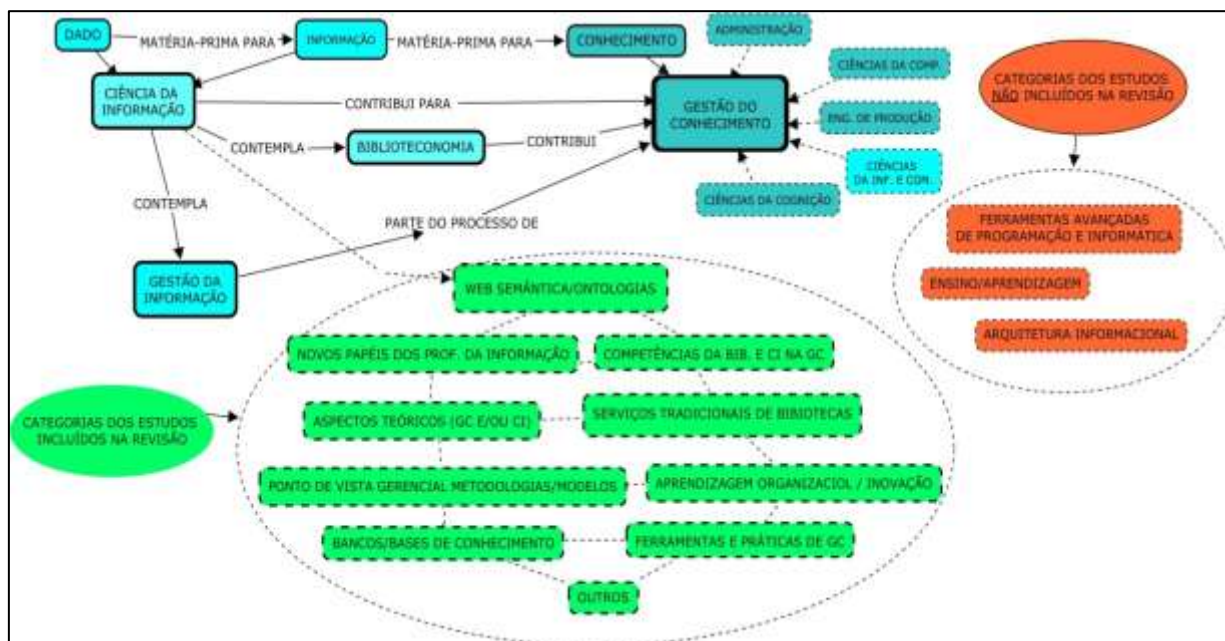 DADO
MATÉRIA-PRIMA PARA
INFORMAÇÃO
MATÉRIA-PRIMA PARA
CONHECIMENTO
ADMINISTRAÇÃO
CIÊNCIAS DA COMP.
CATEGORIAS DOS ESTUDOS
NÃO INCLUÍDOS NA REVISÃO
CIÊNCIA DA
INFORMAÇÃO
CONTRIBUI PARA
GESTÃO DO
CONHECIMENTO
ENG. DE PRODUÇÃO
CONTEMPLA
BIBLIOTECONOMIA
CONTRIBUI
CIÊNCIAS
DA INF. E COM.
CIÊNCIAS DA COGNIÇÃO
CONTEMPLA
PARTE DO PROCESSO DE
FERRAMENTAS AVANÇADAS
DE PROGRAMAÇÃO E INFORMÁTICA
GESTÃO DA
INFORMAÇÃO
WEB SEMÂNTICA/ONTOLOGIAS
ENSINO/APRENDIZAGEM
ARQUITETURA INFORMACIONAL
NOVOS PAPÉIS DOS PROF. DA INFORMAÇÃO
COMPETÊNCIAS DA BIB. E CI NA GC
CATEGORIAS DOS ESTUDOS
INCLUÍDOS NA REVISÃO
ASPECTOS TEÓRICOS (GC E/OU CI)
SERVIÇOS TRADICIONAIS DE BIBIOTECAS
PONTO DE VISTA GERENCIAL METODOLOGIAS/MODELOS
APRENDIZAGEM ORGANIZACIOL / INOVAÇÃO
BANCOS/BASES DE CONHECIMENTO
FERRAMENTAS E PRÁTICAS DE GC
OUTROS